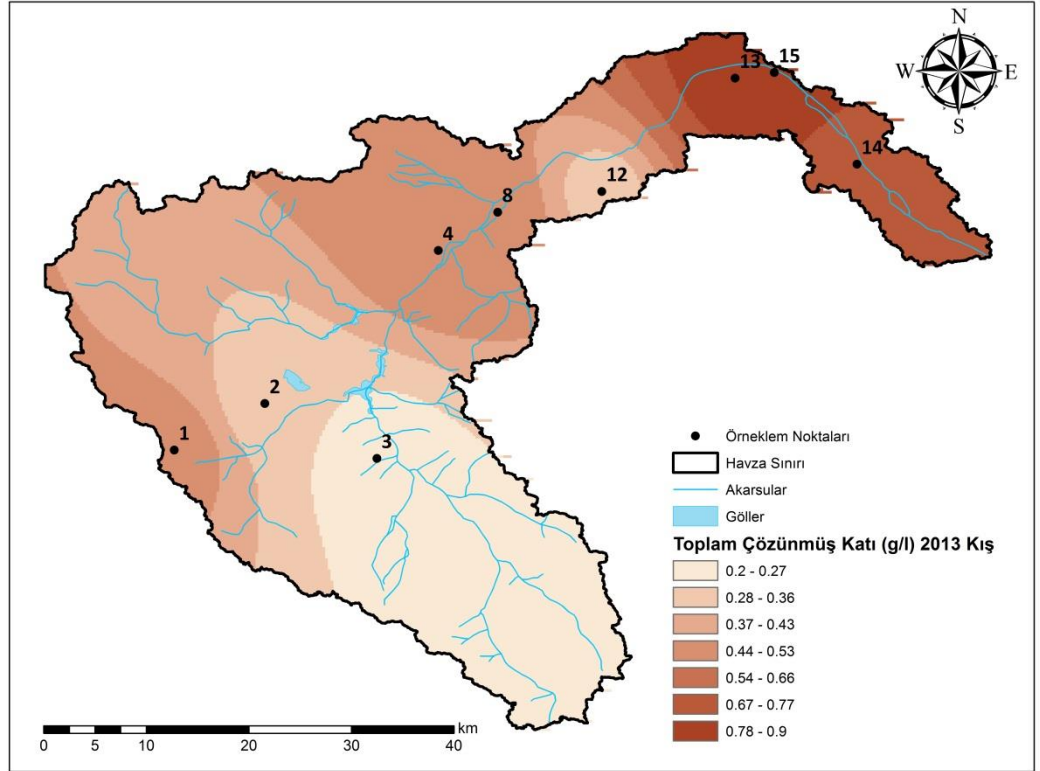 N
W E
S
13
15
14
12
8
4
2
1
3
Örneklem Noktaları
Havza Sınırı
Akarsular
Göller
Toplam Çözünmüş Katı (g/l) 2013 Kış
0.2 - 0.27
0.28 - 0.36
0.37 - 0.43
0.44 - 0.53
0.54 - 0.66
0.67 - 0.77
0.78 - 0.9
km
0 5 10 20 30 40